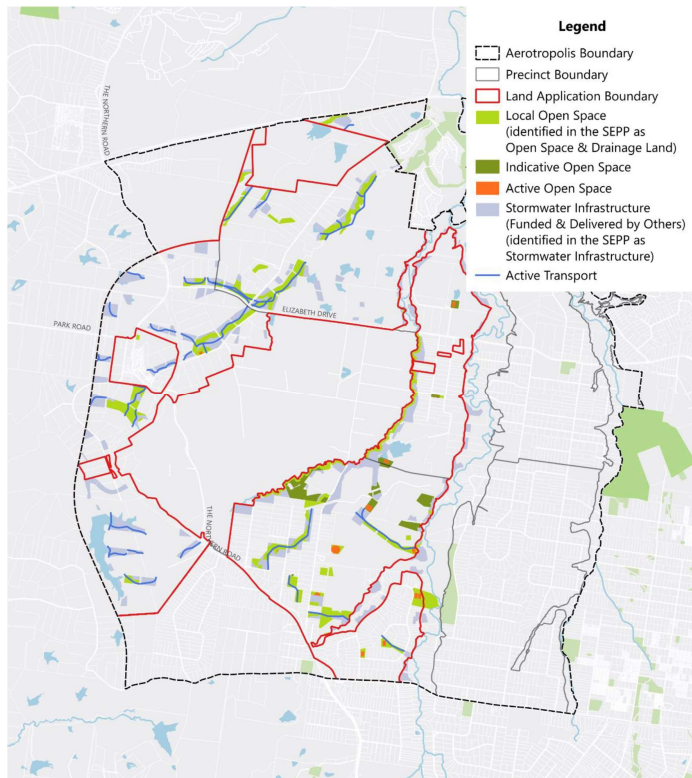 Legend
Aerotropolis Boundary
Precinct Boundary
Land Application Boundary
Local Open Space
(identified in the SEPP as
Open Space & Drainage Land)
Indicative Open Space
Active Open Space
Stormwater Infrastructure
(Funded & Delivered by Others)
(identified in the SEPP as
Stormwater Infrastructure)
Active Transport
THE NORTHERN ROAD
ELIZABETH DRIVE
PARK ROAD
THE NORTHERN ROAD